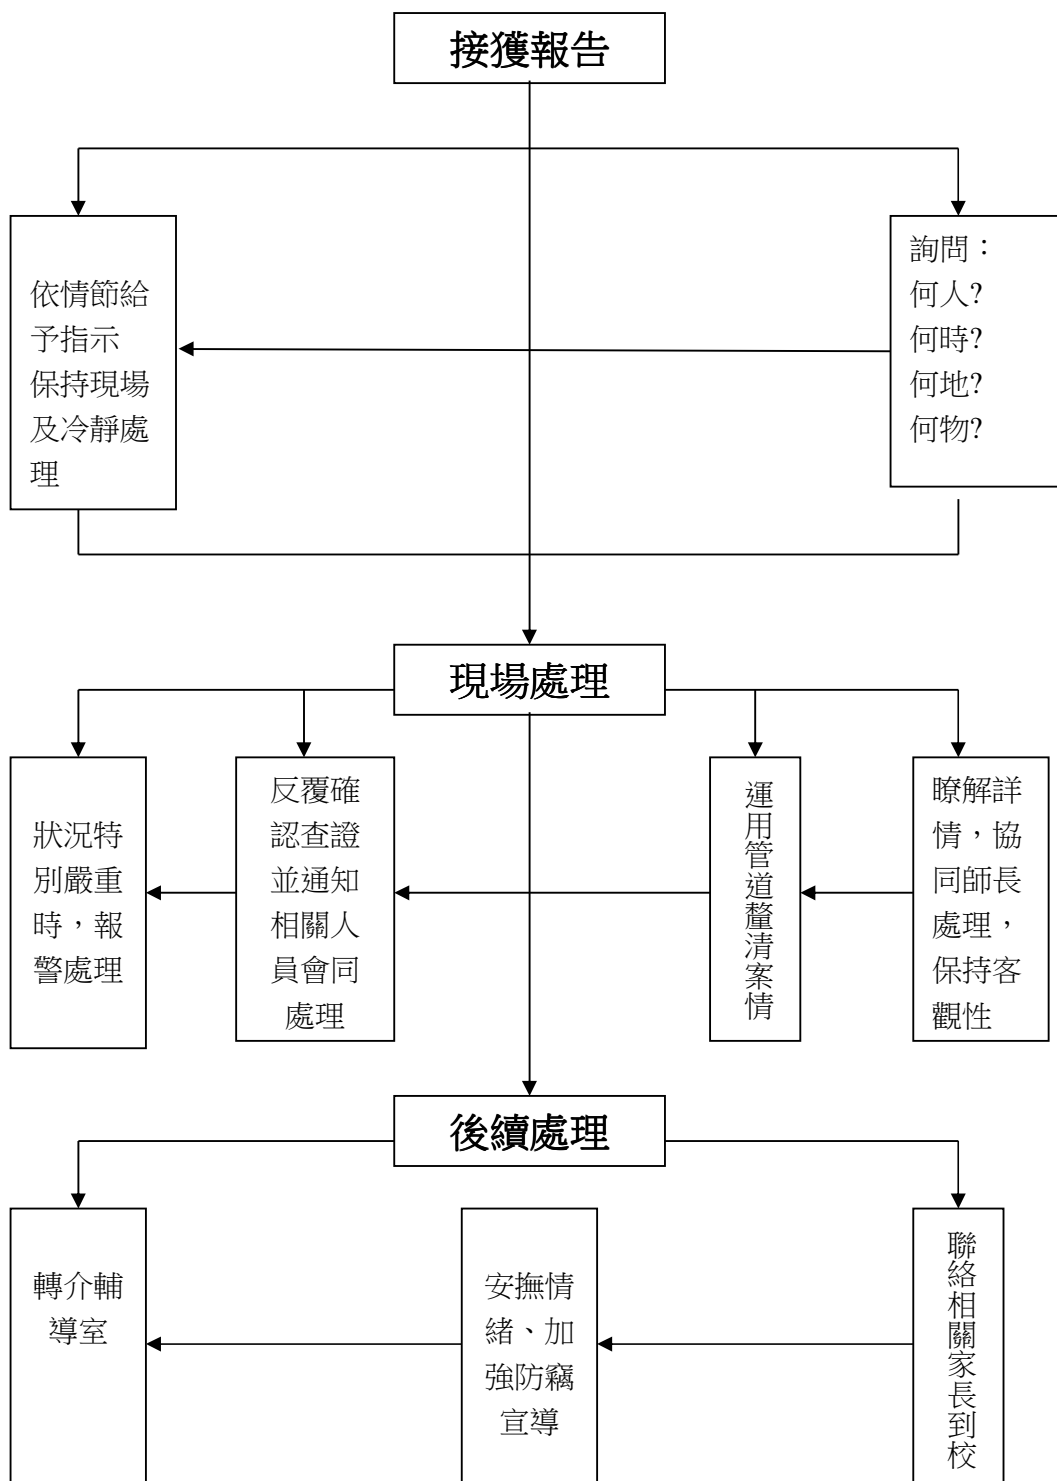 接獲報告
依情節給
予指示
保持現場
及冷靜處
理
詢問：
何人?
何時?
何地?
何物?
現場處理
狀況特
別嚴重
時，報
警處理
反覆確
認查證
並通知
相關人
員會同
處理
運用管道釐清案情
瞭解詳
情，協
同師長
處理，
保持客
觀性
後續處理
轉介輔
導室
安撫情
緒、加
強防竊
宣導
聯絡相關家長到校